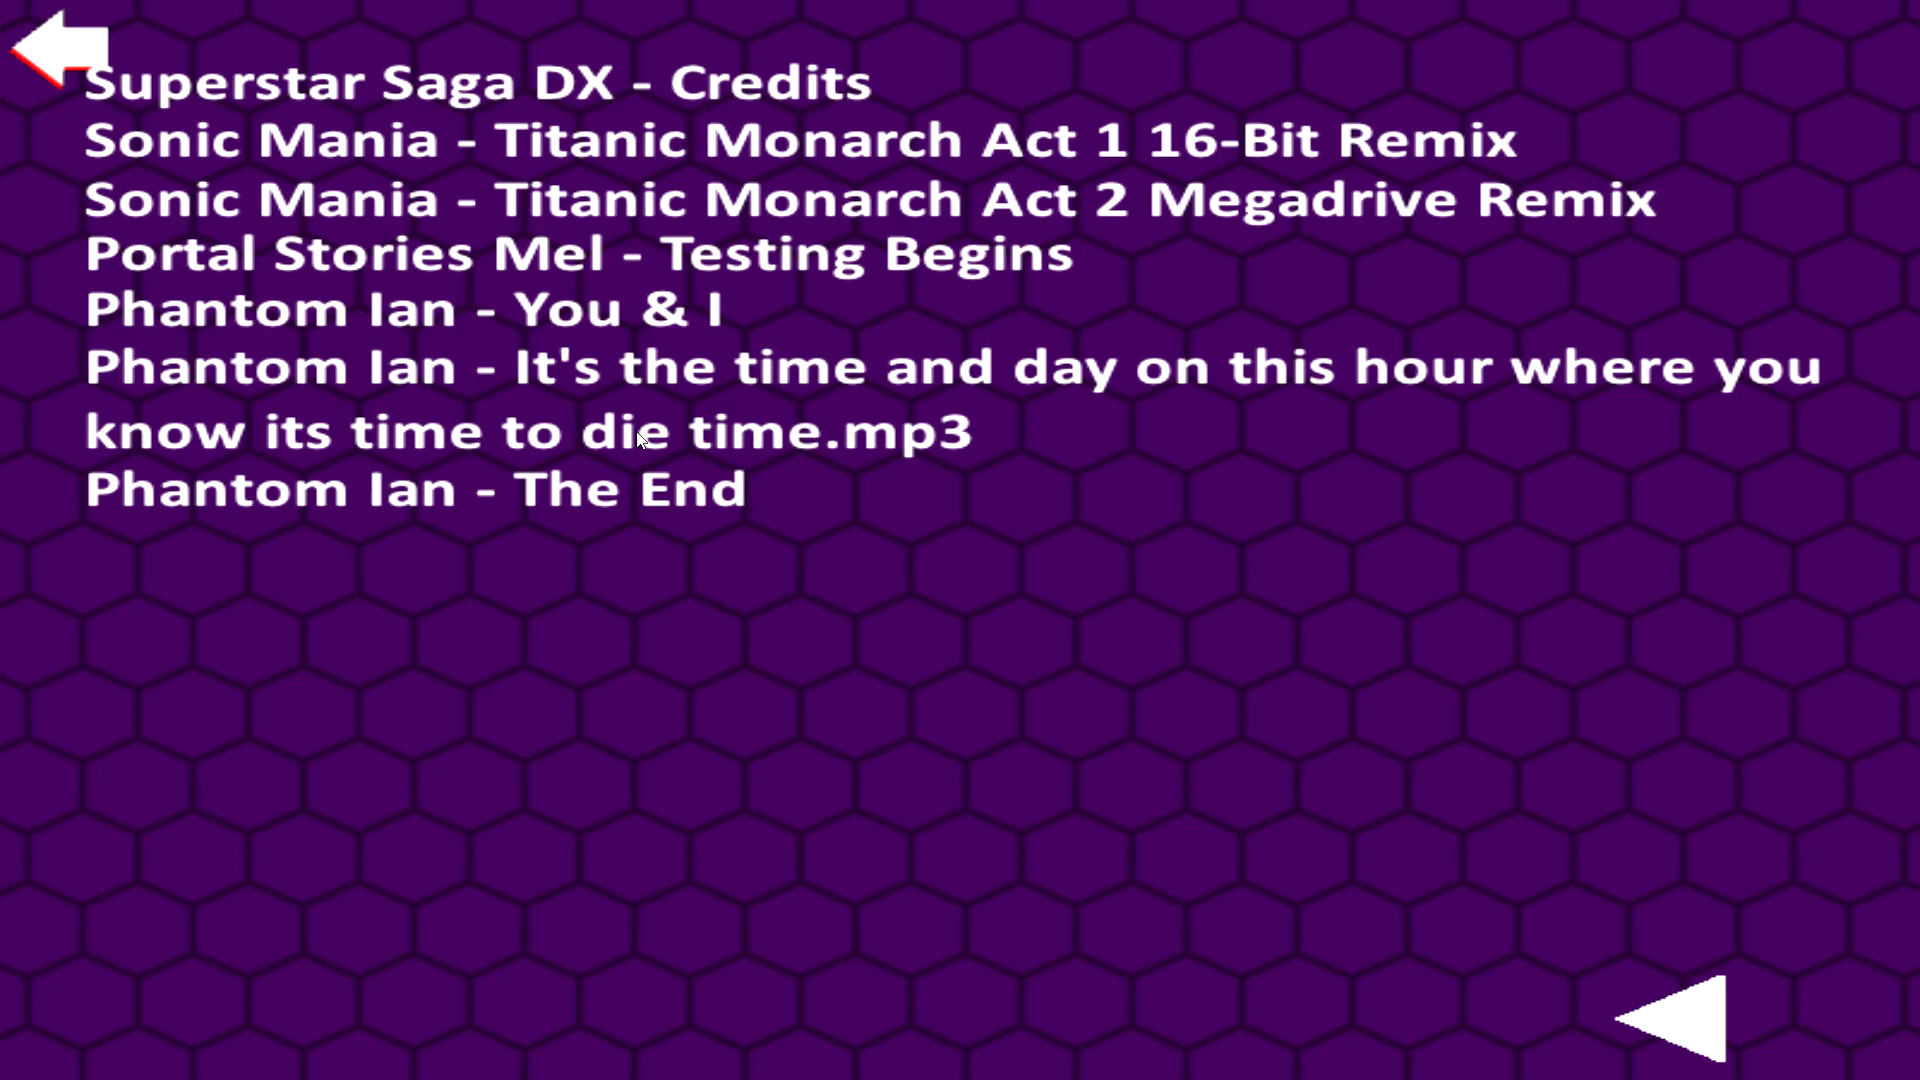 Superstar Saga DX - Credits
Sonic Mania - Titanic Monarch Act 1 16-Bit Remix
Sonic Mania - Titanic Monarch Act 2 Megadrive Remix
Portal Stories Mel - Testing Begins
Phantom Ian - You & I
Phantom Ian - It's the time and day on this hour where you
know its time to die time.mp3
Phantom Ian - The End